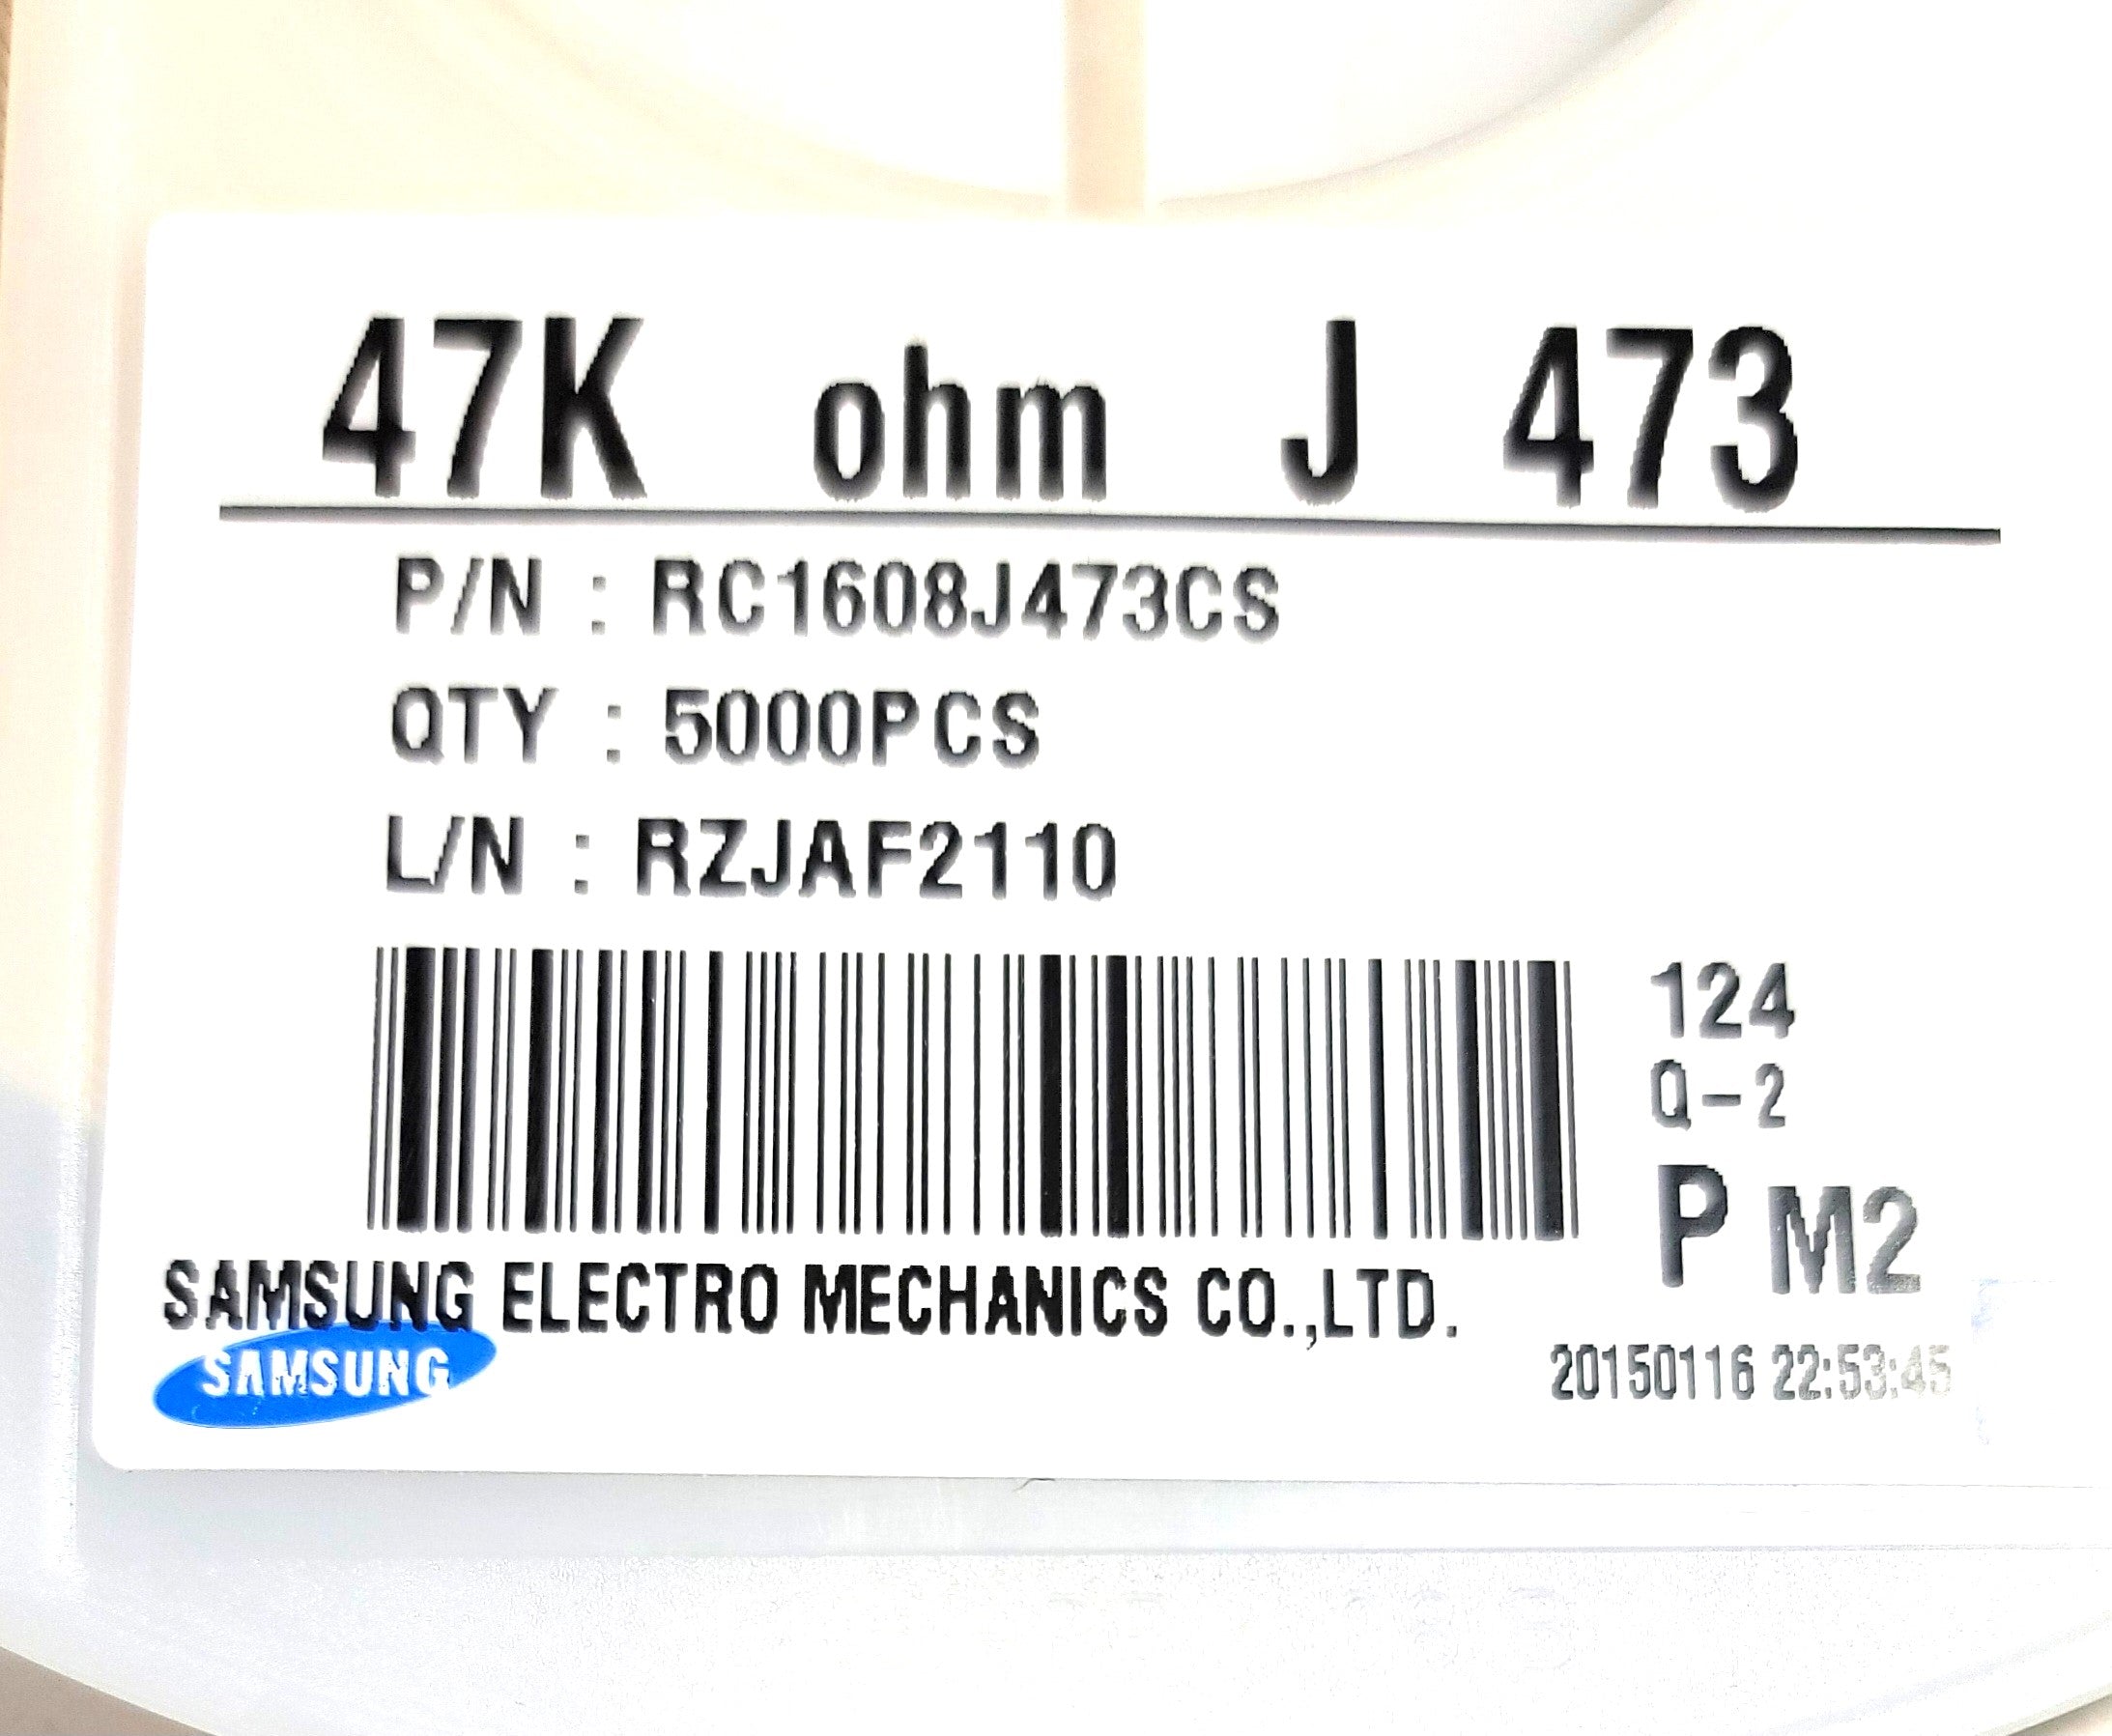 47K ohm J 473
P/N : RC1608J473CS
QTY : 5000PCS
L/N : RZJAF2110
124
Q-2
P M2
SAMSUNG ELECTRO MECHANICS CO.,LTD.
SAMSUNG
20150116 22:53:45